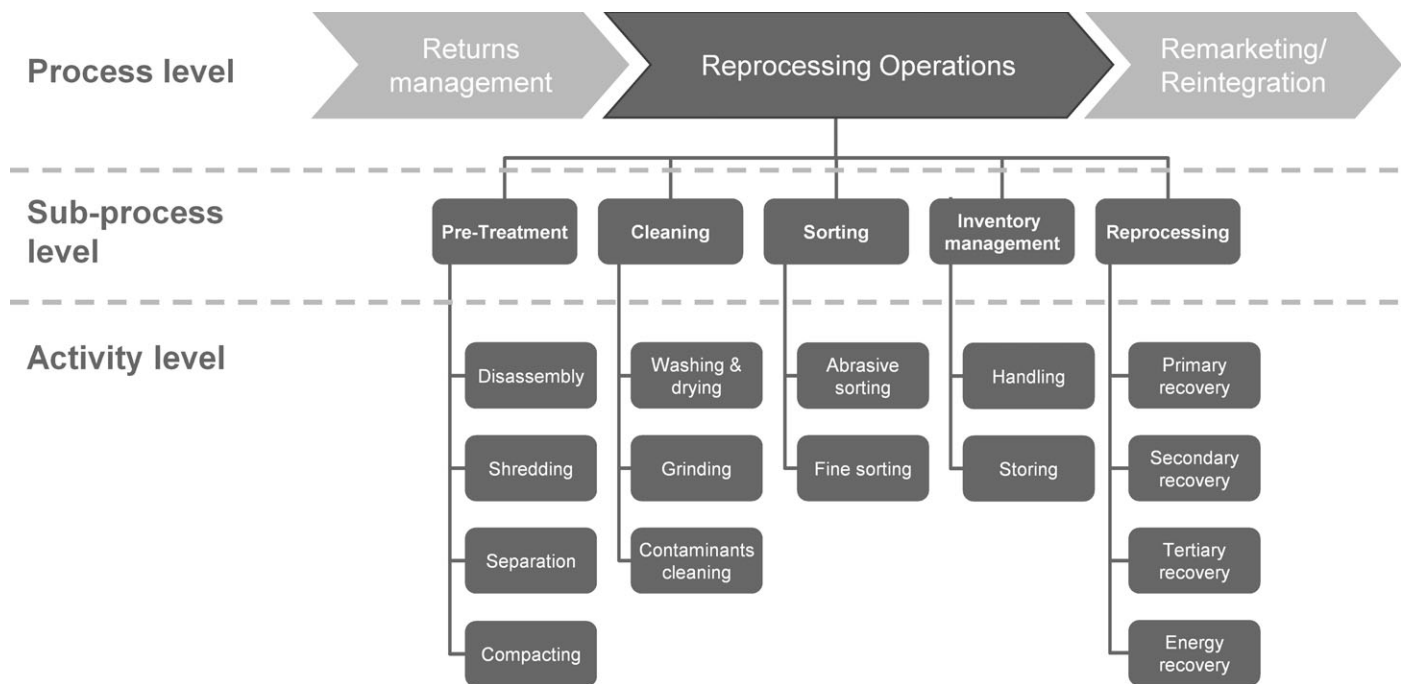 Process level
Returns
management
Reprocessing Operations
Remarketing/
Reintegration
Sub-process
level
Pre-Treatment
Cleaning
Sorting
Inventory
management
Reprocessing
Activity level
Disassembly
Shredding
Separation
Compacting
Washing &
drying
Grinding
Contaminants
cleaning
Abrasive
sorting
Fine sorting
Handling
Storing
Primary
recovery
Secondary
recovery
Tertiary
recovery
Energy
recovery